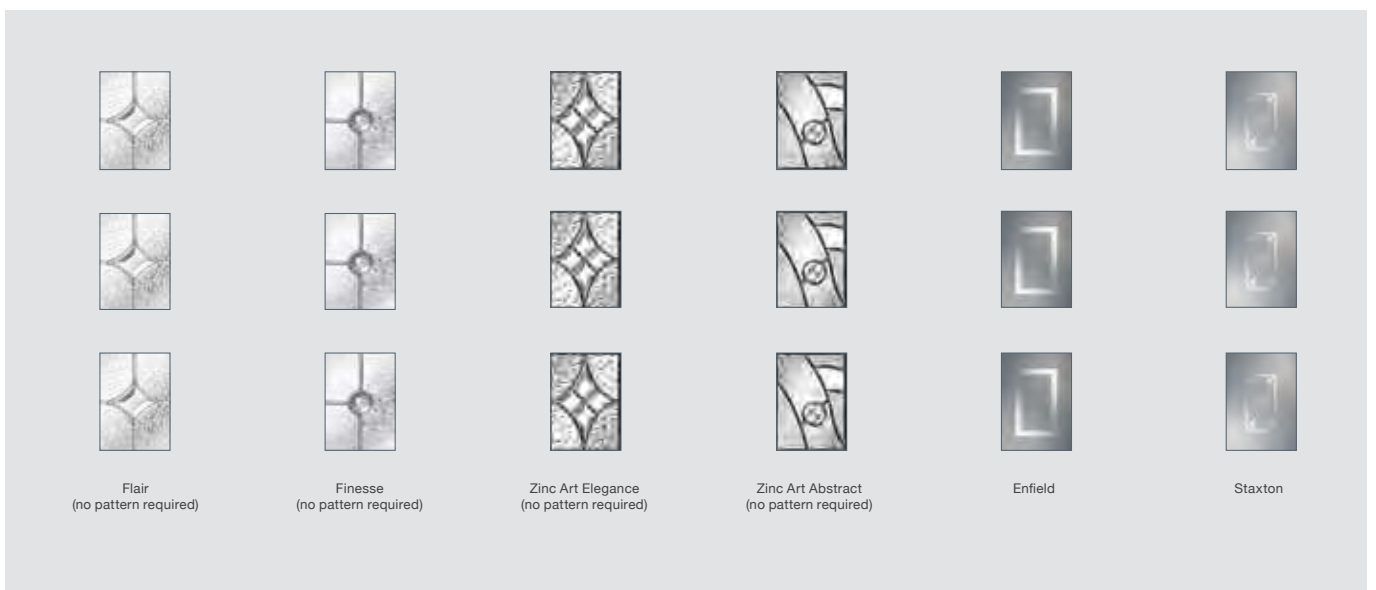 Flair
(no pattern required)
Finesse
(no pattern required)
Zinc Art Elegance
(no pattern required)
Zinc Art Abstract
(no pattern required)
Enfield
Staxton